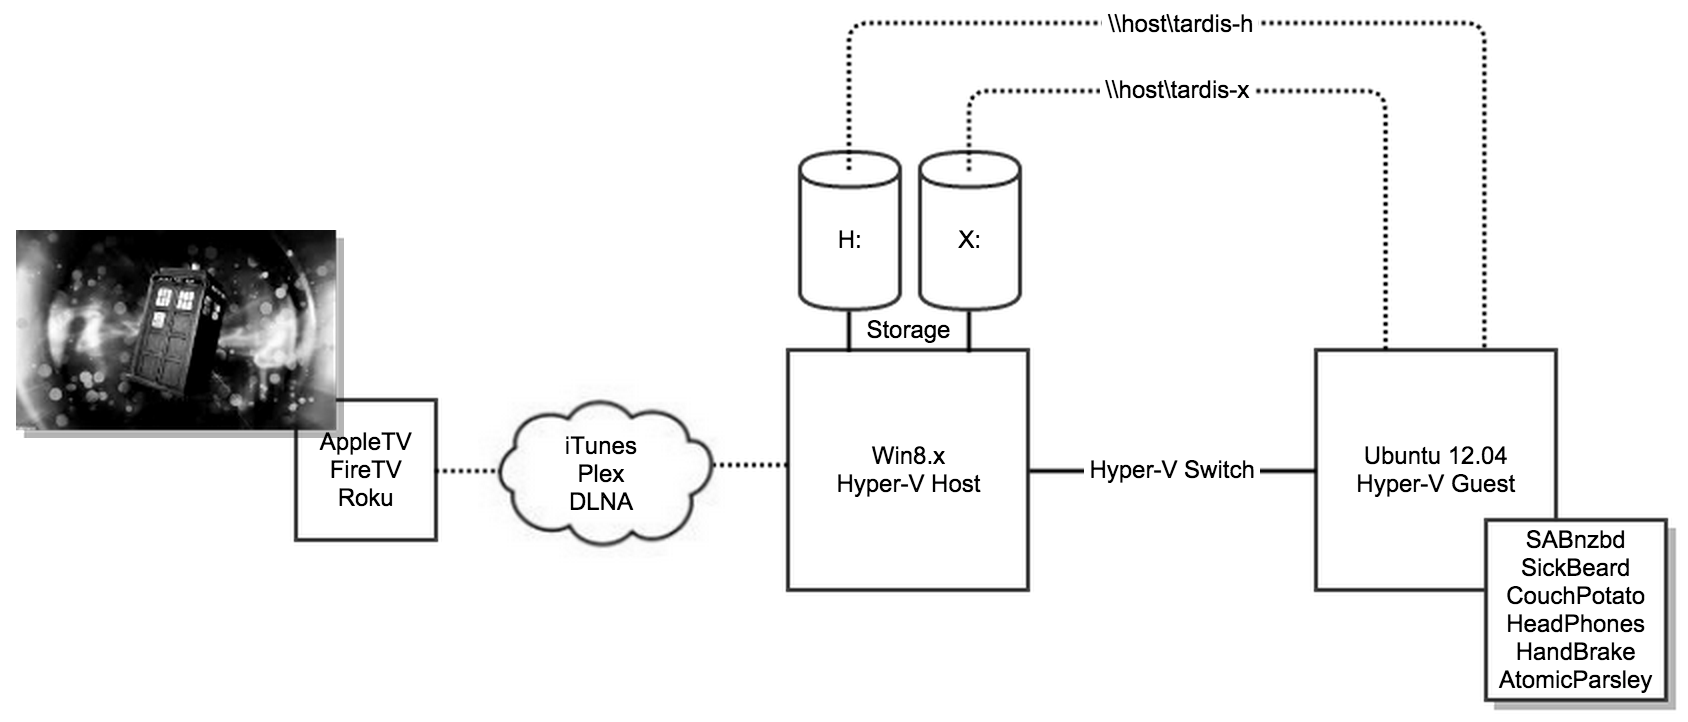 \\host\tardis-h
\\host\tardis-x
H:
X:
Storage
AppleTV
FireTV
Roku
iTunes
Plex
DLNA
Win8.x
Hyper-V Host
Hyper-V Switch
Ubuntu 12.04
Hyper-V Guest
SABnzbd
SickBeard
CouchPotato
HeadPhones
HandBrake
AtomicParsley